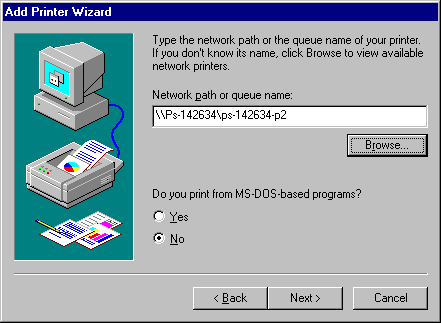 Add Printer Wizard
Type the network path or the queue name of your printer.
If you don't know its name, click Browse to view available
network printers.
Network path or queue name:
\\Ps-142634\ps-142634-p2
Browse...
Do you print from MS-DOS-based programs?
Yes
No
< Back
Next >
Cancel